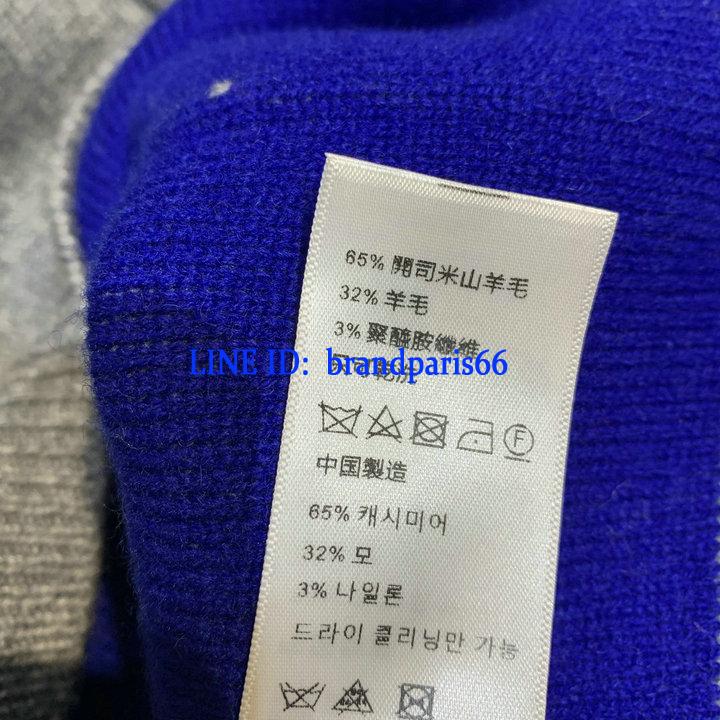 65% 開司米山羊毛
32% 羊毛
3% 聚醯胺纖維
LINE ID: brandparis66
F
中国製造
65% 캐시미어
32% 모
3% 나일론
드라이 클리닝만 가능